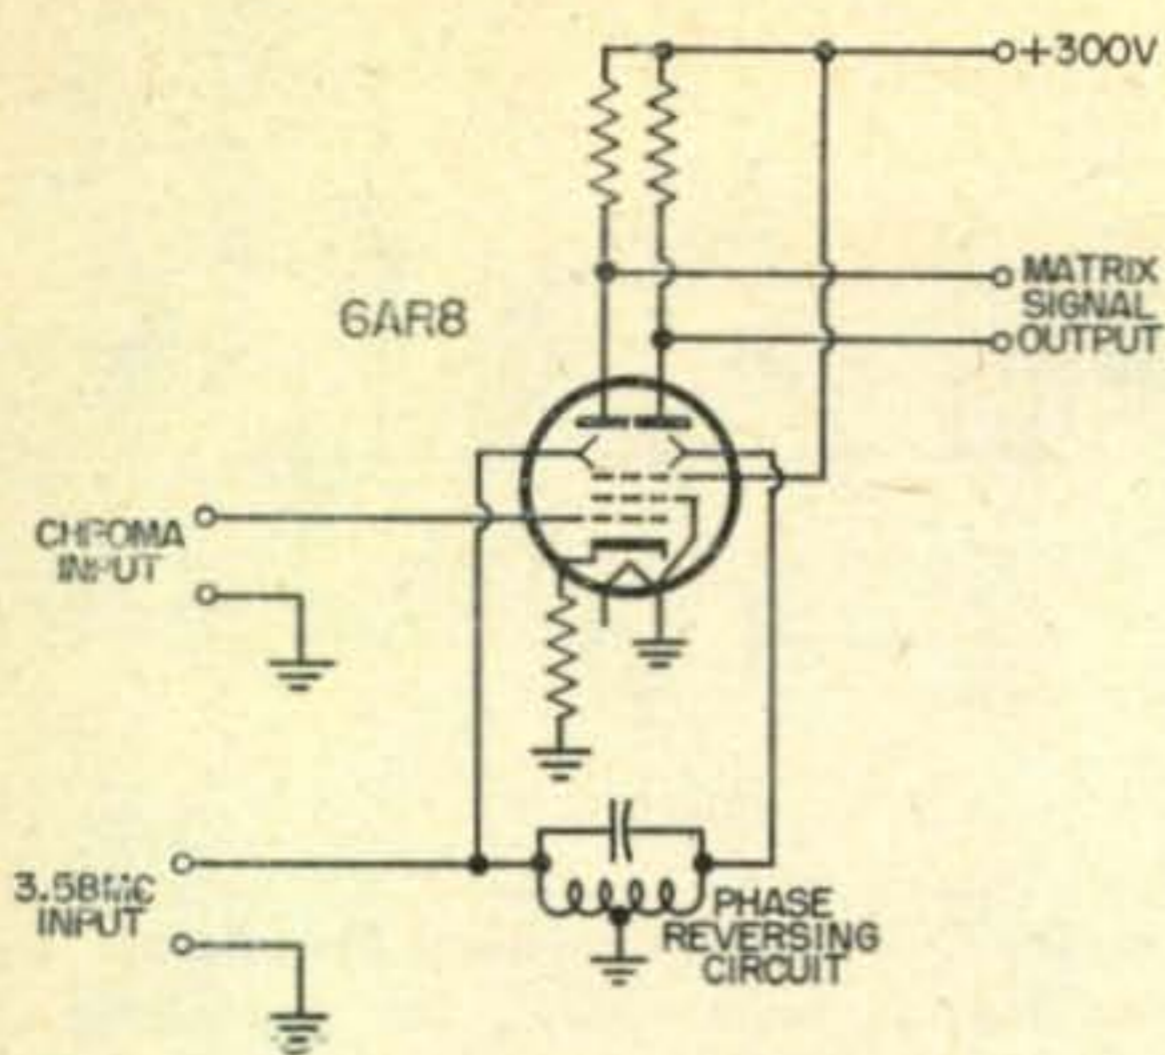 +300V
MATRIX
SIGNAL
OUTPUT
6AR8
CHROMA
INPUT
3.58MC
INPUT
PHASE
REVERSING
CIRCUIT